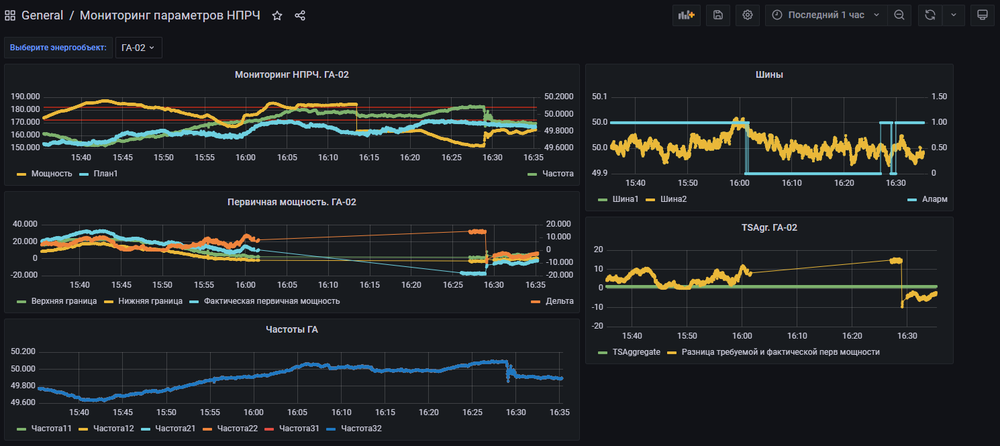 General / Мониторинг параметров НПРЧ
Последний 1 час
Выберите энергообъект: ГА-02
Мониторинг НПРЧ. ГА-02
190.000
180.000
170.000
160.000
150.000
50.2000
50.0000
49.8000
49.6000
15:40 15:45 15:50 15:55 16:00 16:05 16:10 16:15 16:20 16:25 16:30 16:35
Мощность План1 Частота
Первичная мощность. ГА-02
40.000
20.000
0
-20.000
20.000
10.000
0
-10.000
-20.000
15:40 15:45 15:50 15:55 16:00 16:05 16:10 16:15 16:20 16:25 16:30 16:35
Верхняя граница Нижняя граница Фактическая первичная мощность Дельта
Частоты ГА
50.200
50.000
49.800
49.600
15:40 15:45 15:50 15:55 16:00 16:05 16:10 16:15 16:20 16:25 16:30 16:35
Частота11 Частота12 Частота21 Частота22 Частота31 Частота32
Шины
50.1
50.0
50.0
49.9
1.50
1.00
0.50
0
15:40 15:50 16:00 16:10 16:20 16:30
Шина1 Шина2 Аларм
TSAgr. ГА-02
20
10
0
-10
-20
15:40 15:50 16:00 16:10 16:20 16:30
TSAggregate Разница требуемой и фактической перв мощности